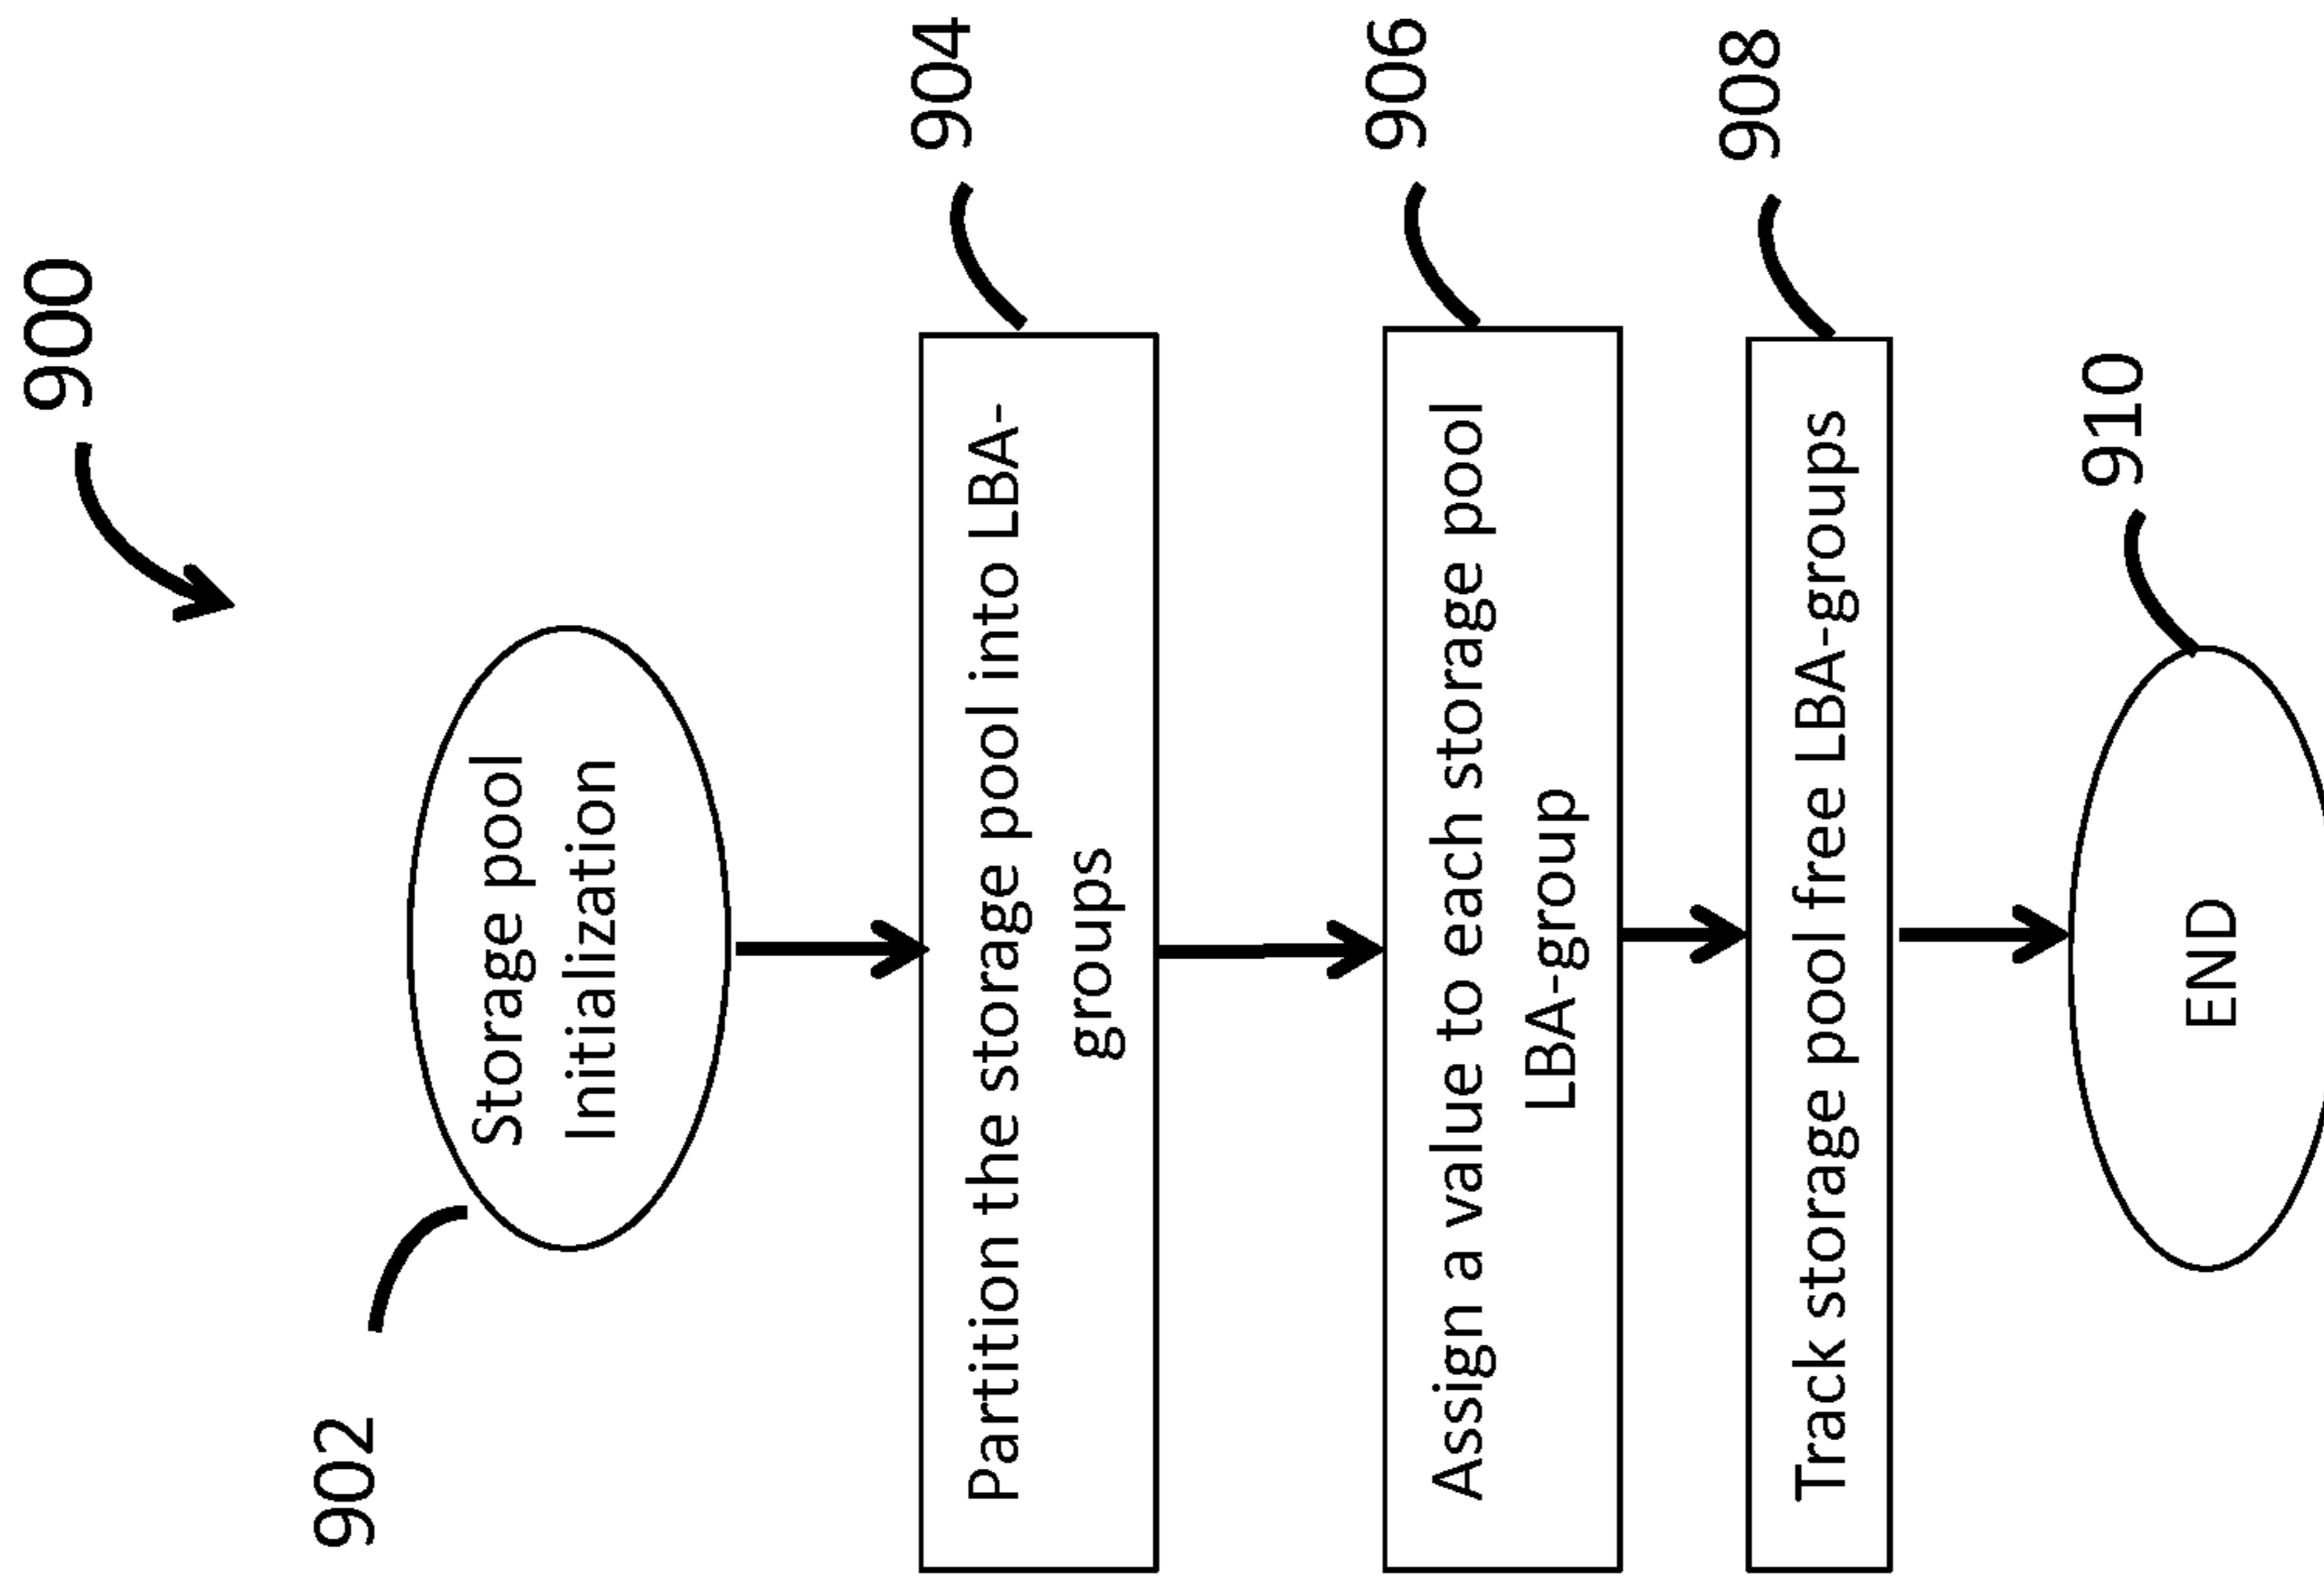 900
902
Storage pool
Initialization
904
Partition the storage pool into LBA-
groups
906
Assign a value to each storage pool
LBA-group
908
Track storage pool free LBA-groups
910
END